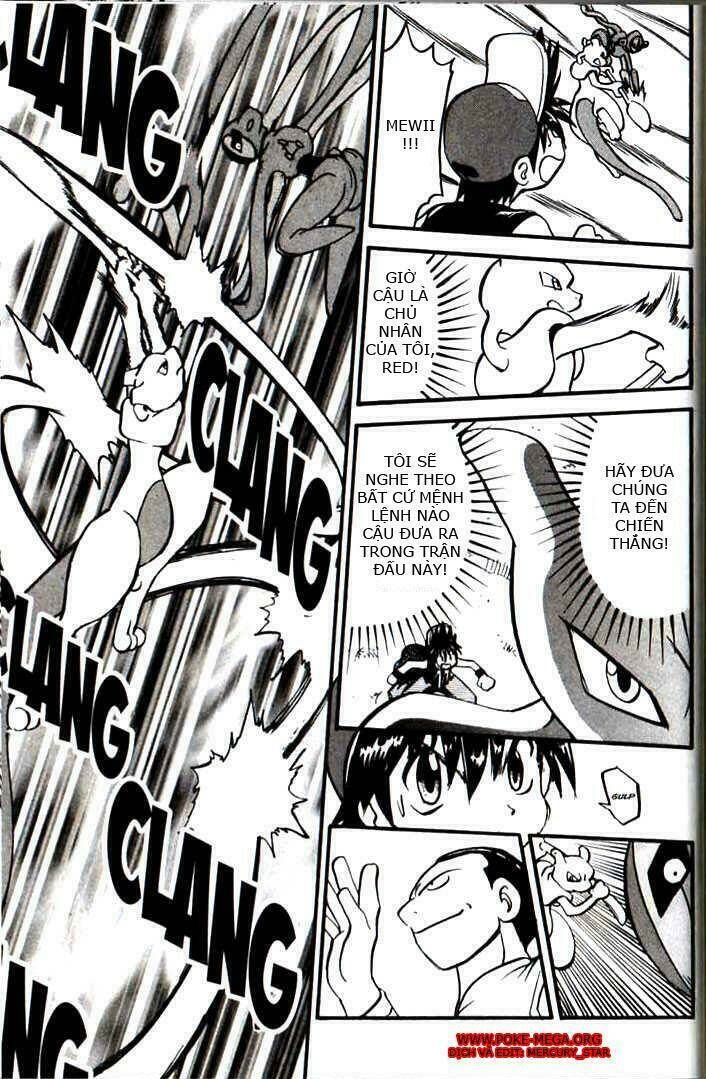 MEWII
!!!
GIỜ
CẬU LÀ
CHỦ
NHÂN
CỦA TÔI,
RED!
HÃY ĐƯA
CHÚNG
TA ĐẾN
CHIẾN
THẮNG!
TÔI SẼ
NGHE THEO
BẤT CỨ MỆNH
LỆNH NÀO
CẬU ĐƯA RA
TRONG TRẬN
ĐẤU NÀY!
GULP
CLANG
CLANG
CLANG
CLANG
CLANG
WWW.POKE-MEGA.ORG
DỊCH VÀ EDIT: MERCURY_STAR